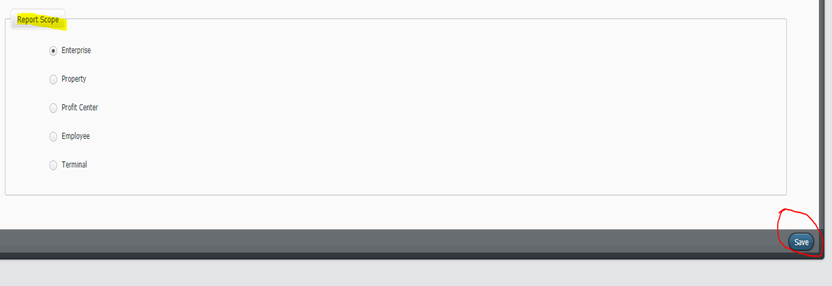 Report Scope
Enterprise
Property
Profit Center
Employee
Terminal
Save